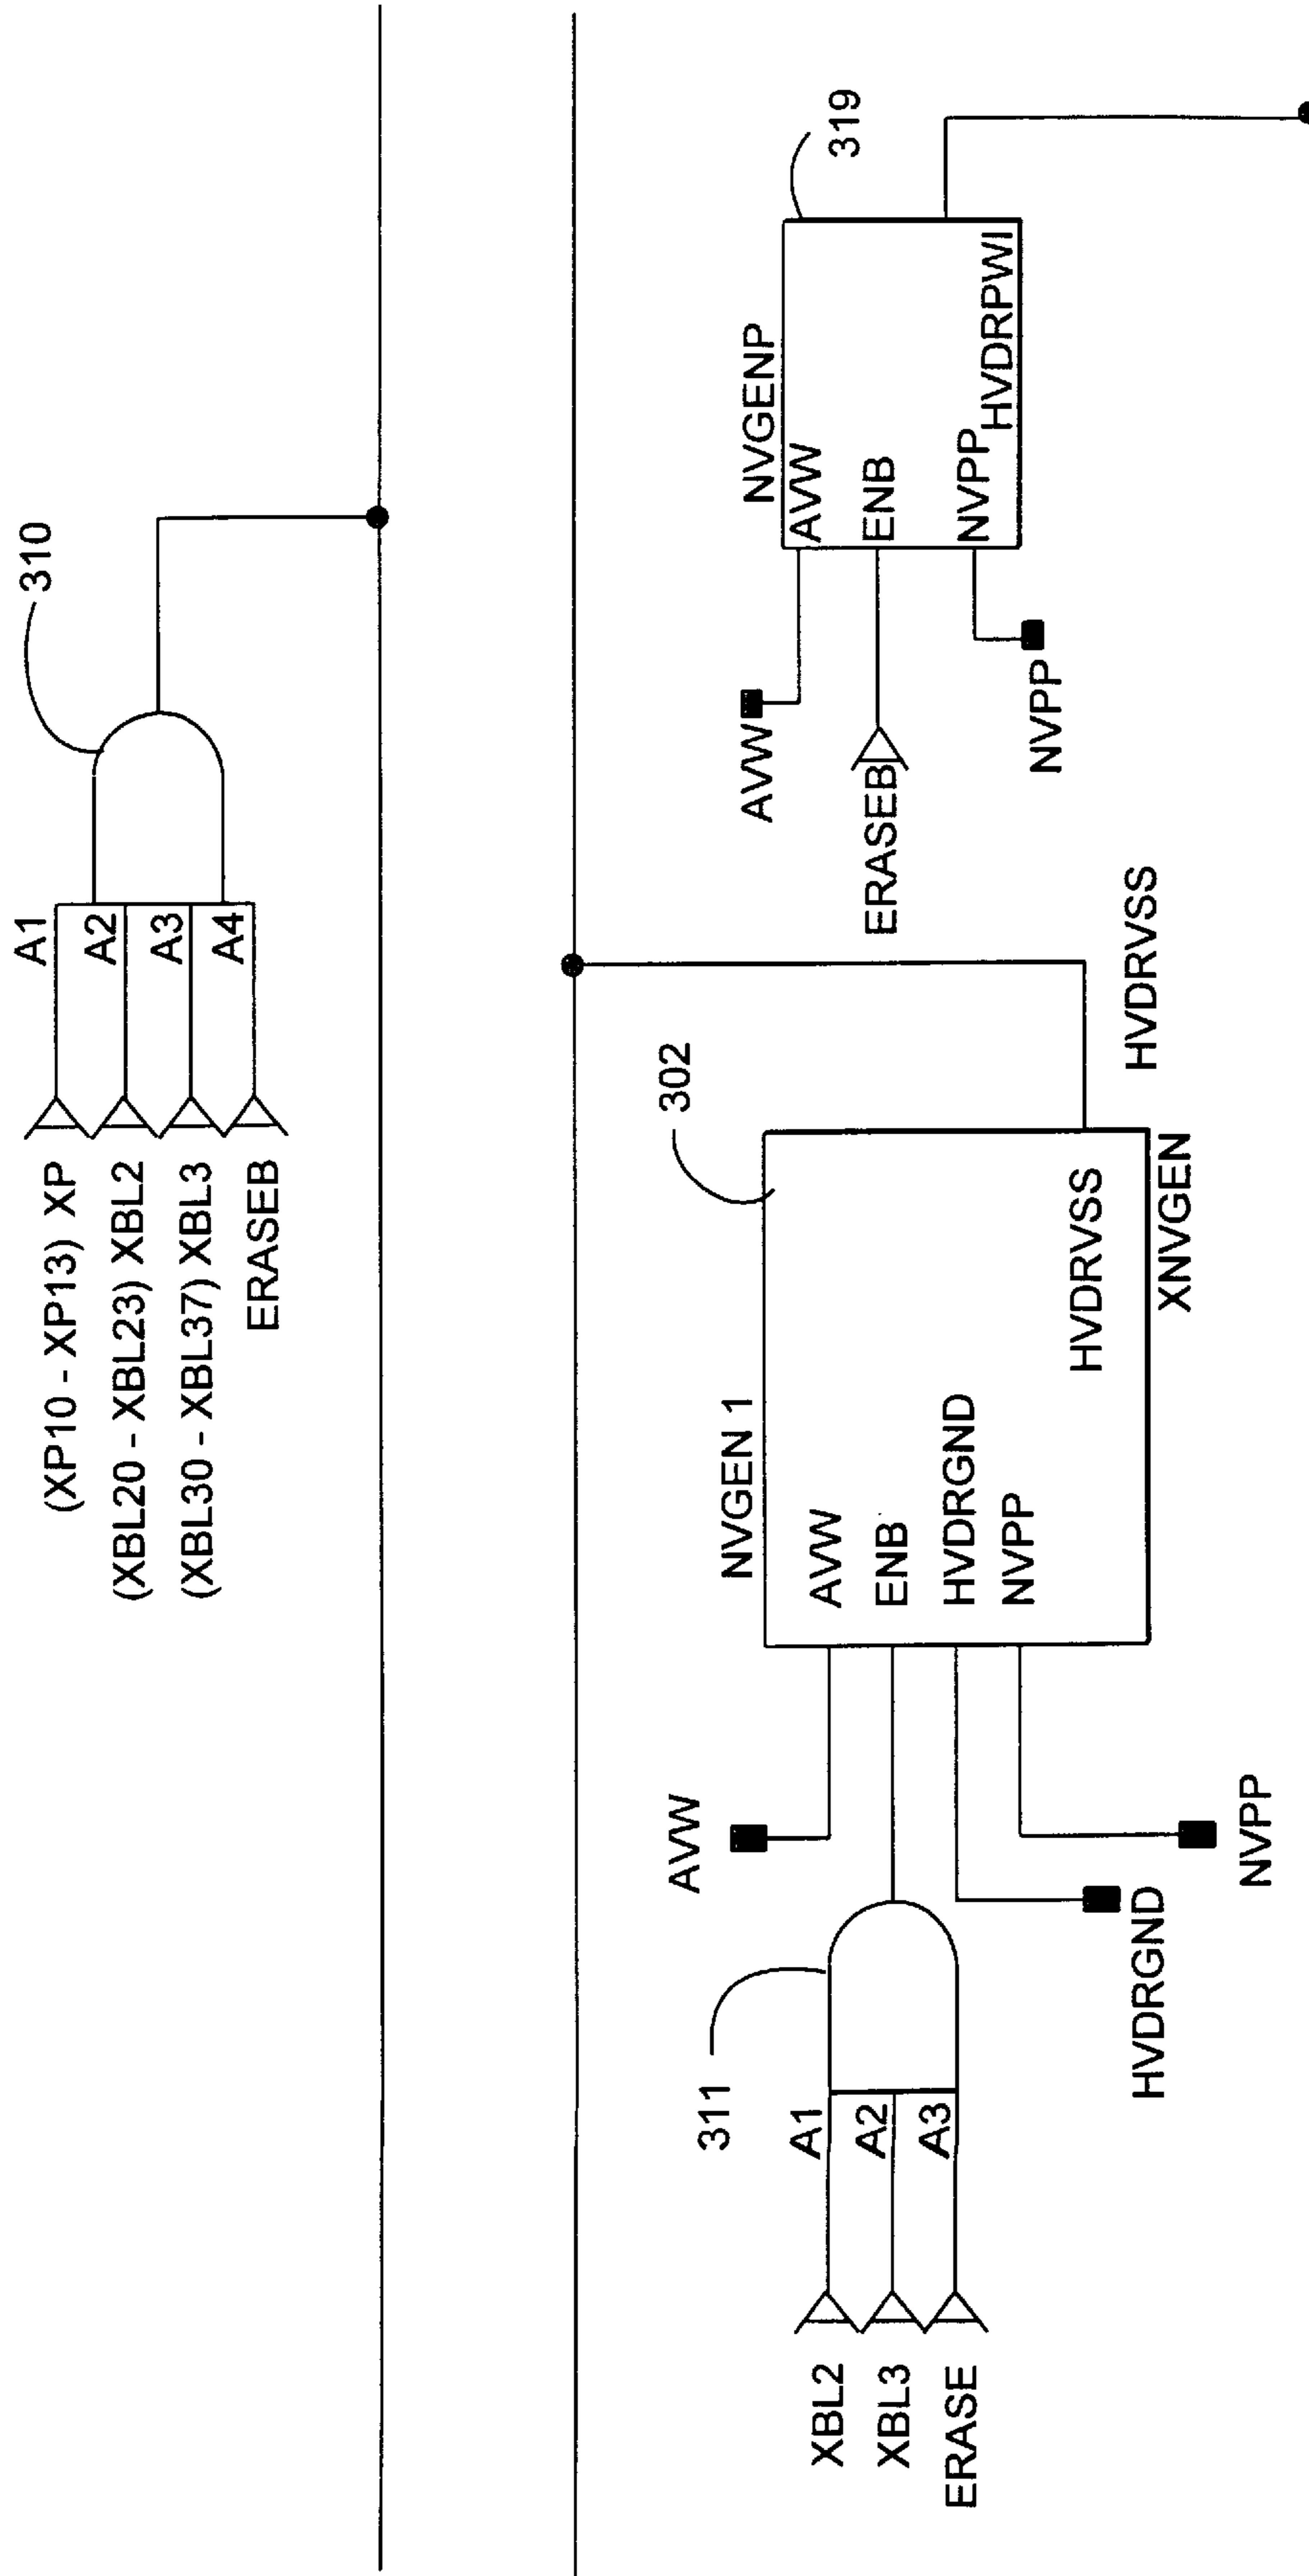 310
(XP10 - XP13) XP
A1
(XBL20 - XBL23) XBL2
A2
(XBL30 - XBL37) XBL3
A3
ERASEB
A4
311
XBL2
A1
XBL3
A2
ERASE
A3
AVW
HVDRGND
NVPP
NVGEN 1
302
AVW
ENB
HVDRGND
NVPP
HVDRVSS
XNVGEN
HVDRVSS
AVW
ERASEB
NVPP
NVGENP
319
AVW
ENB
NVPP
HVDRPWI